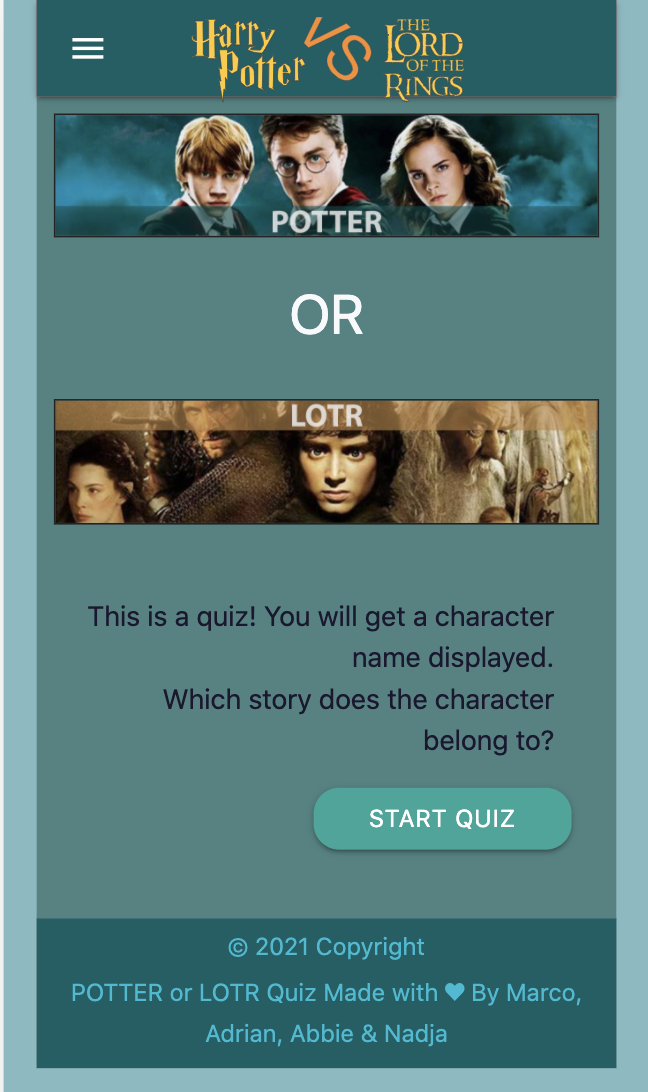 Harry Potter VS THE LORD OF THE RINGS
POTTER
OR
LOTR
This is a quiz! You will get a character
name displayed.
Which story does the character
belong to?
START QUIZ
© 2021 Copyright
POTTER or LOTR Quiz Made with ♥ By Marco,
Adrian, Abbie & Nadja